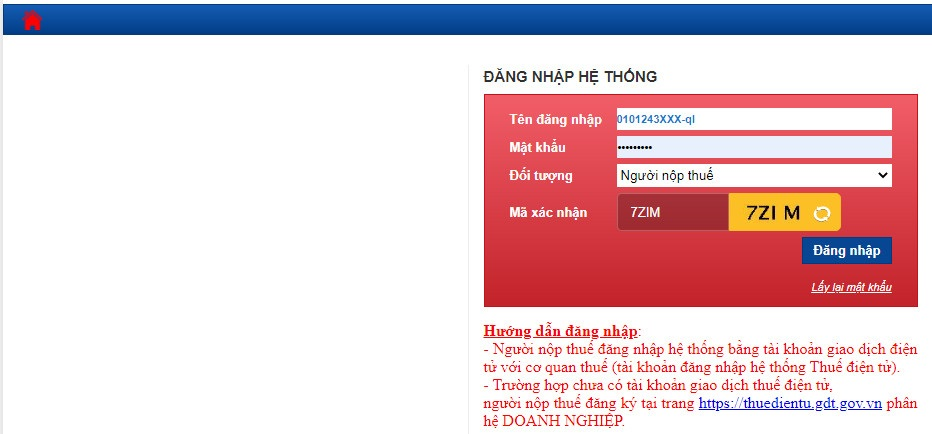 ĐĂNG NHẬP HỆ THỐNG
Tên đăng nhập 0101243XXX-ql
Mật khẩu •••••••••
Đối tượng Người nộp thuế
Mã xác nhận 7ZIM 7ZI M
Đăng nhập
Lấy lại mật khẩu
Hướng dẫn đăng nhập:
- Người nộp thuế đăng nhập hệ thống bằng tài khoản giao dịch điện
tử với cơ quan thuế (tài khoản đăng nhập hệ thống Thuế điện tử).
- Trường hợp chưa có tài khoản giao dịch thuế điện tử,
người nộp thuế đăng ký tại trang https://thuedientu.gdt.gov.vn phân
hệ DOANH NGHIỆP.